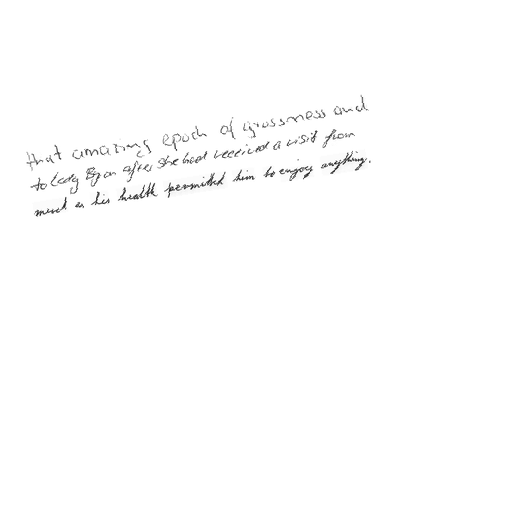 that amazing epoch of grossness and
to Lady Byron after she had received a visit from
much as his health permitted him to enjoy anything.